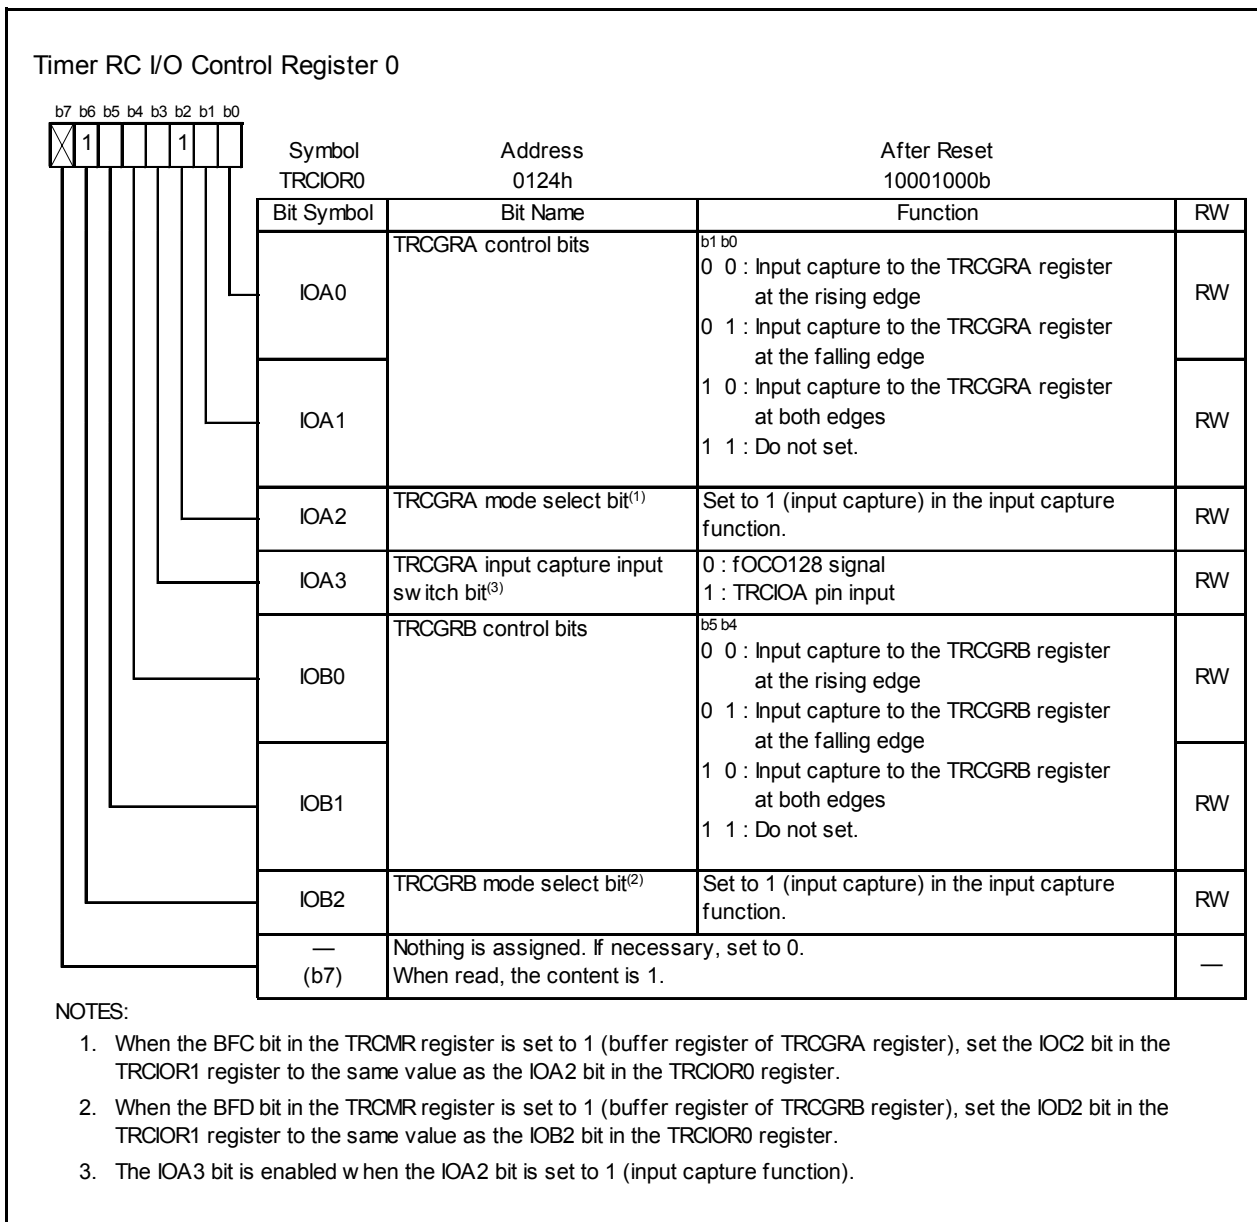 Timer RC I/O Control Register 0
b7 b6 b5 b4 b3 b2 b1 b0
1 1
Symbol Address After Reset
TRCIOR0 0124h 10001000b
Bit Symbol Bit Name Function RW
IOA0 TRCGRA control bits b1 b0
0 0 : Input capture to the TRCGRA register
at the rising edge RW
0 1 : Input capture to the TRCGRA register
at the falling edge
IOA1 1 0 : Input capture to the TRCGRA register
at both edges RW
1 1 : Do not set.
IOA2 TRCGRA mode select bit(1) Set to 1 (input capture) in the input capture
function. RW
IOA3 TRCGRA input capture input 0 : fOCO128 signal
switch bit(3) 1 : TRCIOA pin input RW
IOB0 TRCGRB control bits b5 b4
0 0 : Input capture to the TRCGRB register
at the rising edge RW
0 1 : Input capture to the TRCGRB register
at the falling edge
IOB1 1 0 : Input capture to the TRCGRB register
at both edges RW
1 1 : Do not set.
IOB2 TRCGRB mode select bit(2) Set to 1 (input capture) in the input capture
function. RW
— Nothing is assigned. If necessary, set to 0. —
(b7) When read, the content is 1.
NOTES:
1. When the BFC bit in the TRCMR register is set to 1 (buffer register of TRCGRA register), set the IOC2 bit in the
TRCIOR1 register to the same value as the IOA2 bit in the TRCIOR0 register.
2. When the BFD bit in the TRCMR register is set to 1 (buffer register of TRCGRB register), set the IOD2 bit in the
TRCIOR1 register to the same value as the IOB2 bit in the TRCIOR0 register.
3. The IOA3 bit is enabled when the IOA2 bit is set to 1 (input capture function).